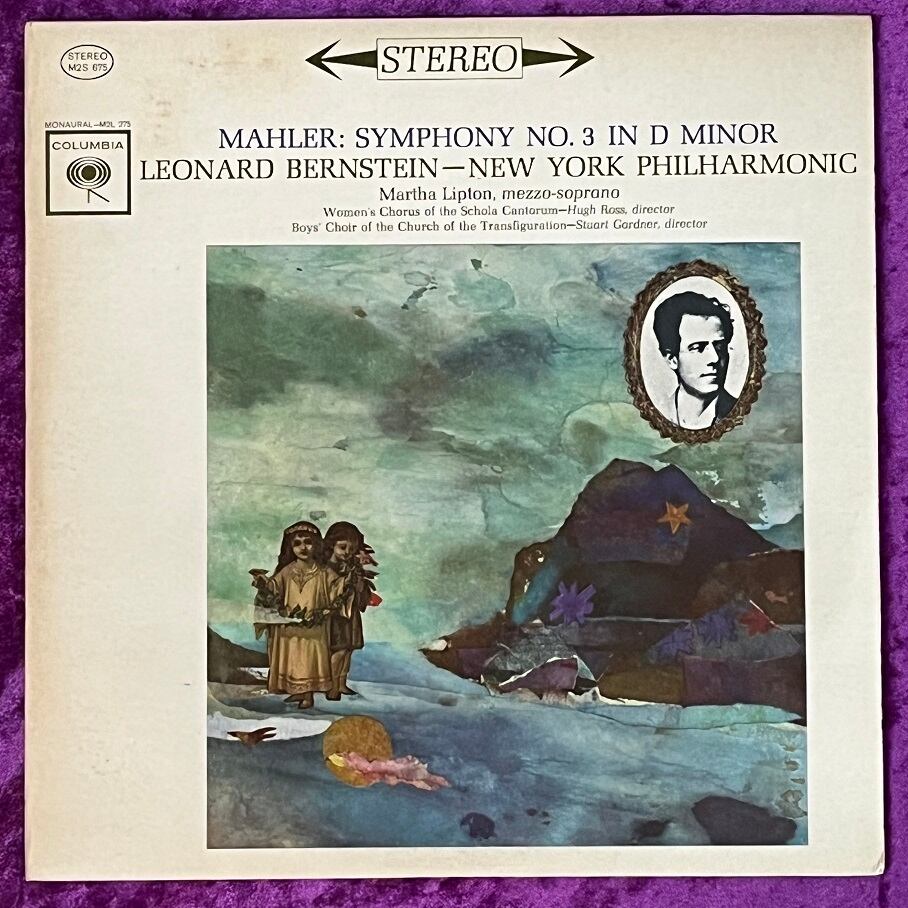 STEREO
M2S 675
STEREO
MONAURAL—M2L 275
COLUMBIA
MAHLER: SYMPHONY NO. 3 IN D MINOR
LEONARD BERNSTEIN—NEW YORK PHILHARMONIC
Martha Lipton, mezzo-soprano
Women's Chorus of the Schola Cantorum—Hugh Ross, director
Boys' Choir of the Church of the Transfiguration—Stuart Gardner, director